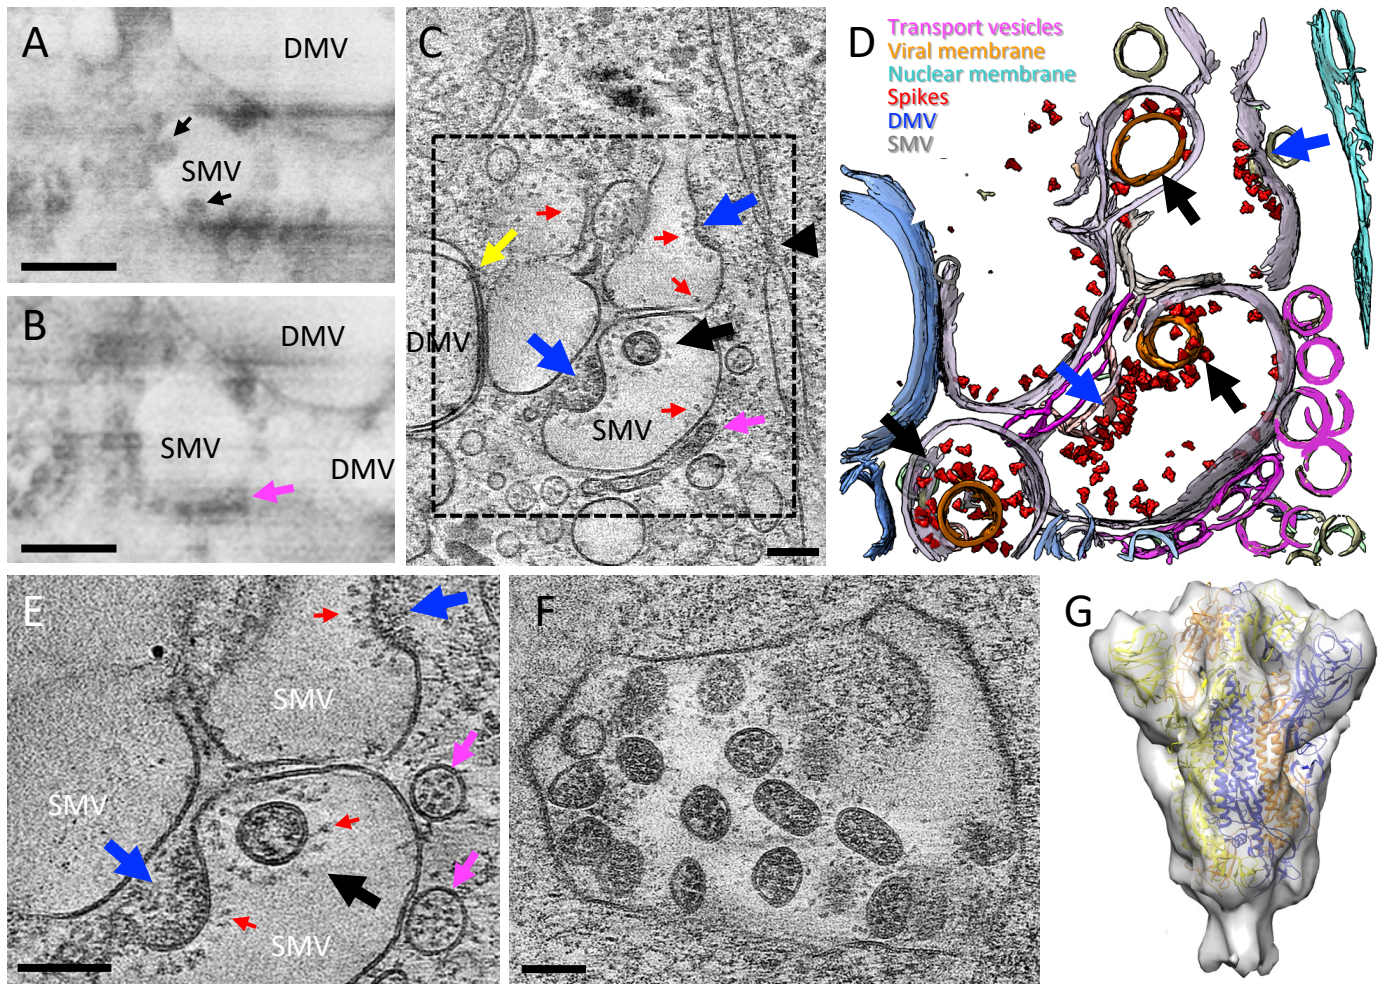 A
DMV
SMV
B
DMV
SMV
DMV
C
DMV
SMV
D
Transport vesicles
Viral membrane
Nuclear membrane
Spikes
DMV
SMV
E
SMV
SMV
SMV
F
G